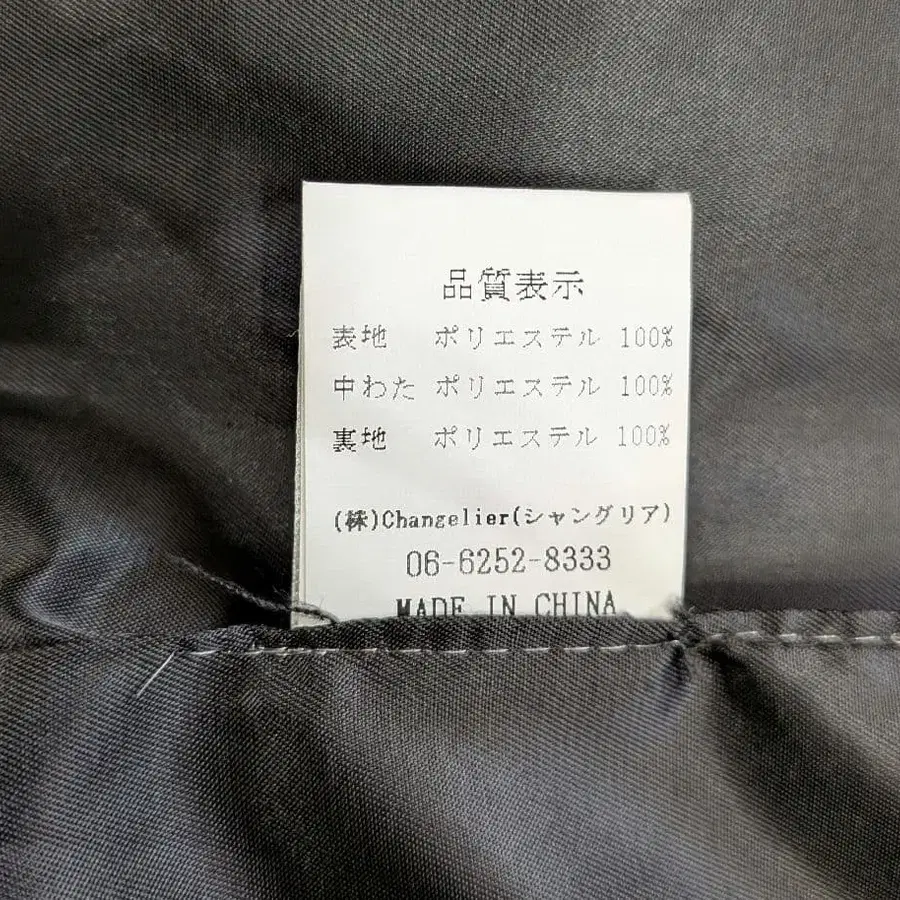 品質表示
表地 ポリエステル 100%
中わた ポリエステル 100%
裏地 ポリエステル 100%
(株)Changelier(シャングリア)
06-6252-8333
MADE IN CHINA